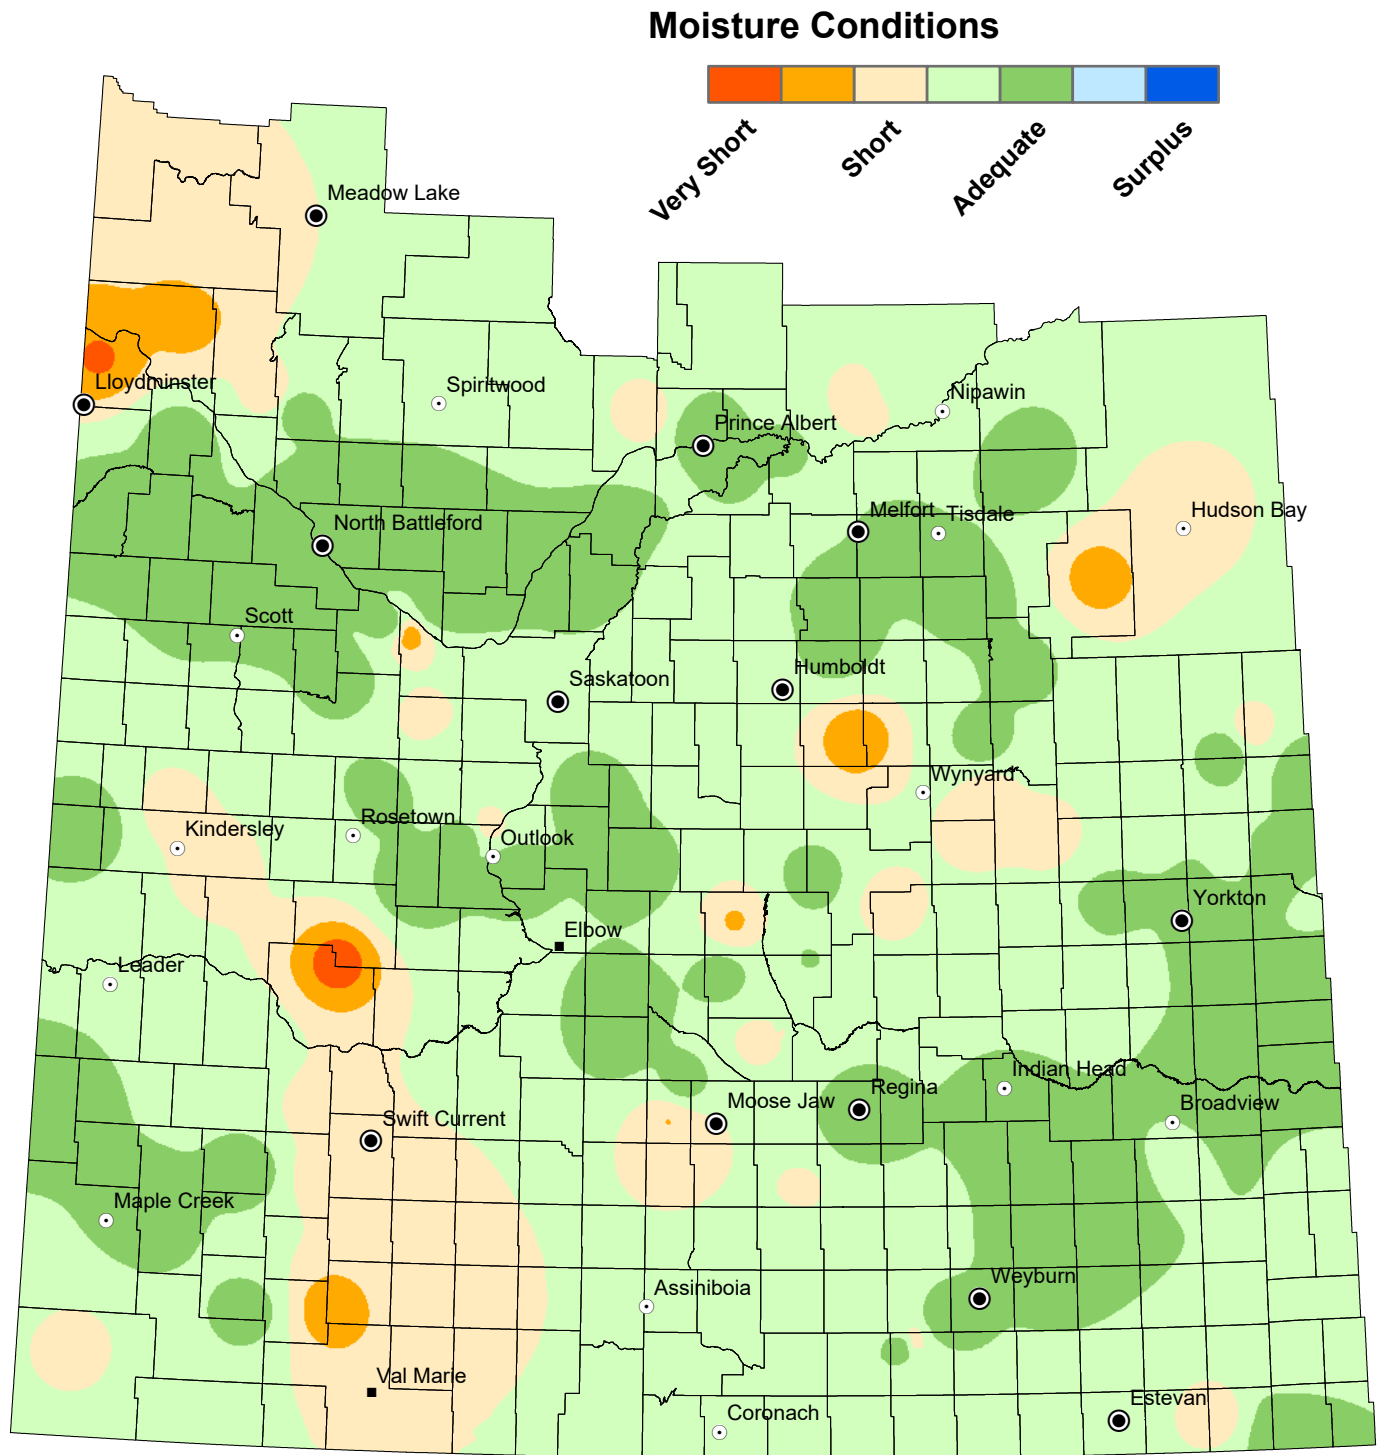 Moisture Conditions
Very Short
Short
Adequate
Surplus
Meadow Lake
Lloydminster
Spiritwood
Nipawin
Prince Albert
North Battleford
Melfort
Tisdale
Hudson Bay
Scott
Saskatoon
Humboldt
Wynyard
Kindersley
Rosetown
Outlook
Yorkton
Elbow
Leader
Indian Head
Regina
Moose Jaw
Broadview
Swift Current
Maple Creek
Weyburn
Assiniboia
Val Marie
Estevan
Coronach